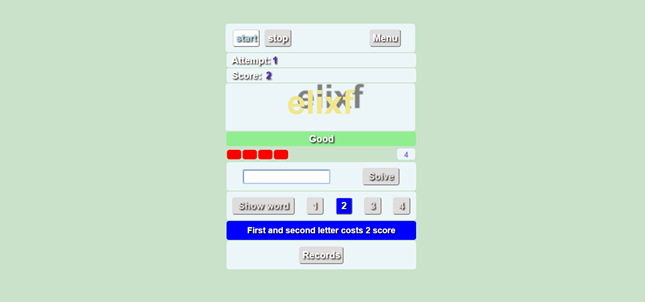 start stop Menu
Attempt: 1
Score: 2
elixf
Good
4
Solve
Show word 1 2 3 4
First and second letter costs 2 score
Records